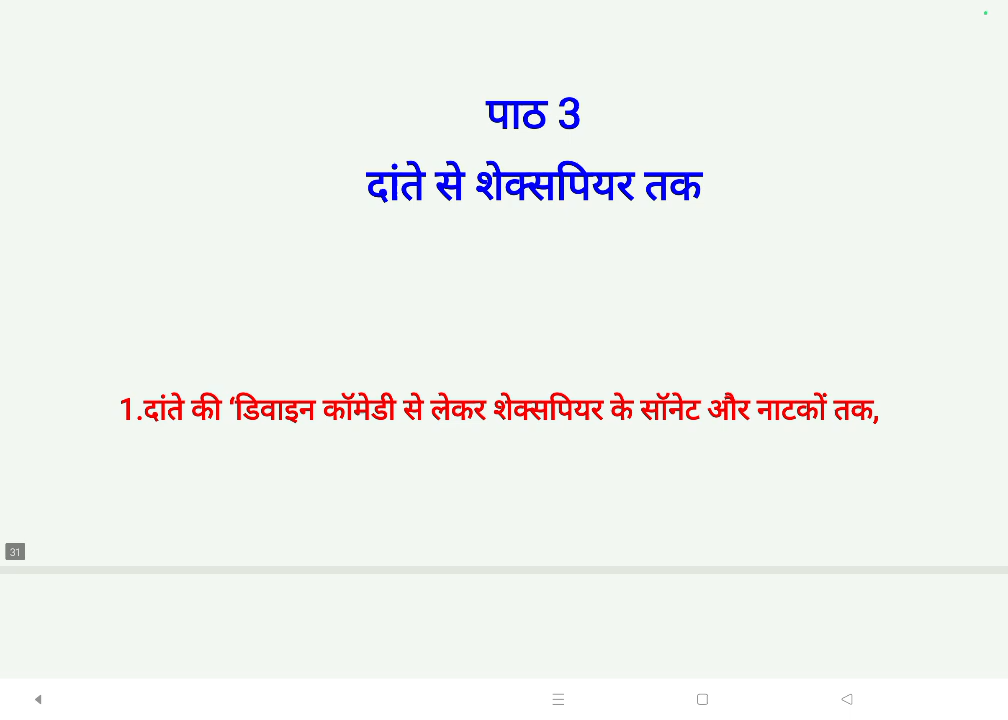 पाठ 3
दांते से शेक्सपियर तक
1.दांते की ‘डिवाइन कॉमेडी से लेकर शेक्सपियर के सॉनेट और नाटकों तक,
31